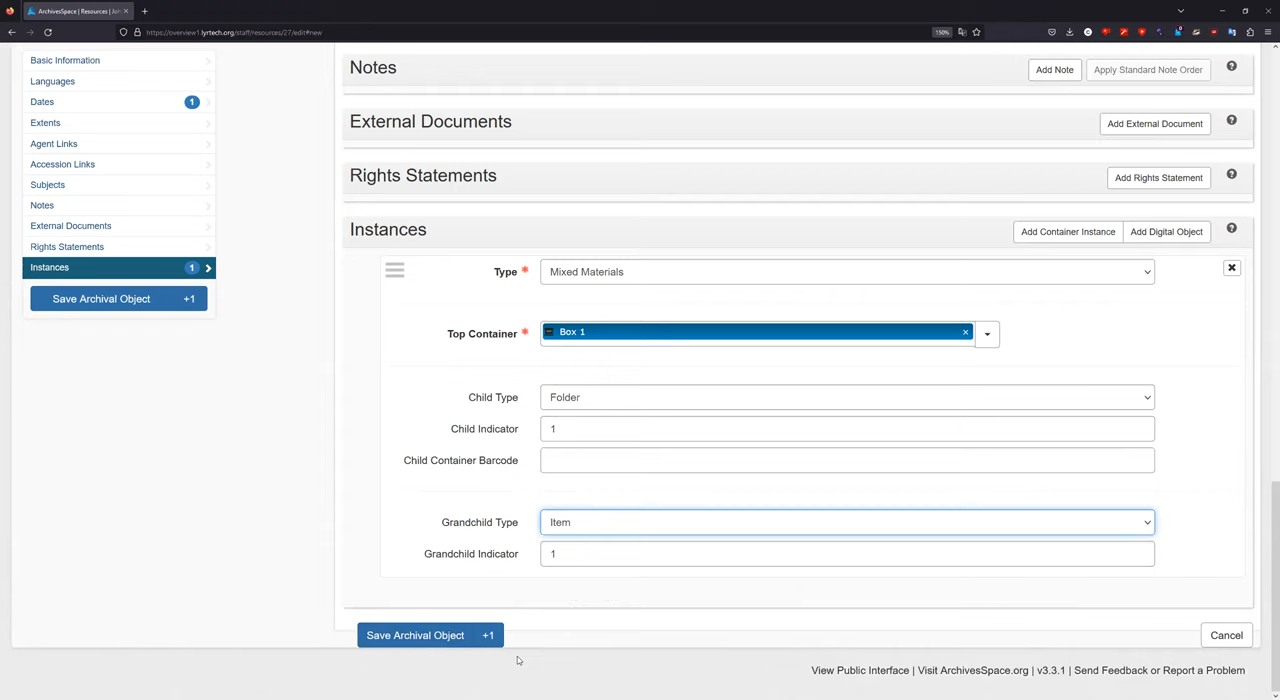 ArchivesSpace | Resources | Joh
https://overview1.lyrtech.org/staff/resources/27/edit#new
150%
Basic Information
Languages
Dates 1
Extents
Agent Links
Accession Links
Subjects
Notes
External Documents
Rights Statements
Instances 1
Save Archival Object +1
Notes
Add Note
Apply Standard Note Order
External Documents
Add External Document
Rights Statements
Add Rights Statement
Instances
Add Container Instance
Add Digital Object
Type * Mixed Materials
Top Container * Box 1 ×
Child Type Folder
Child Indicator 1
Child Container Barcode
Grandchild Type Item
Grandchild Indicator 1
Save Archival Object +1
Cancel
View Public Interface | Visit ArchivesSpace.org | v3.3.1 | Send Feedback or Report a Problem